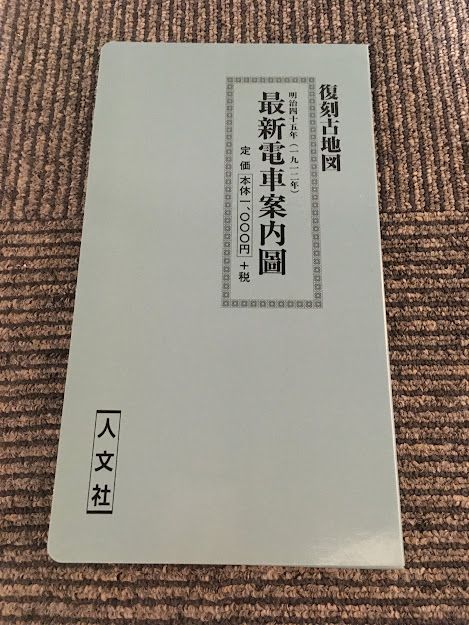 復刻古地図
明治四十五年(一九一二年)
最新電車案内圖
定価 本体一、〇〇〇円 +税
人文社